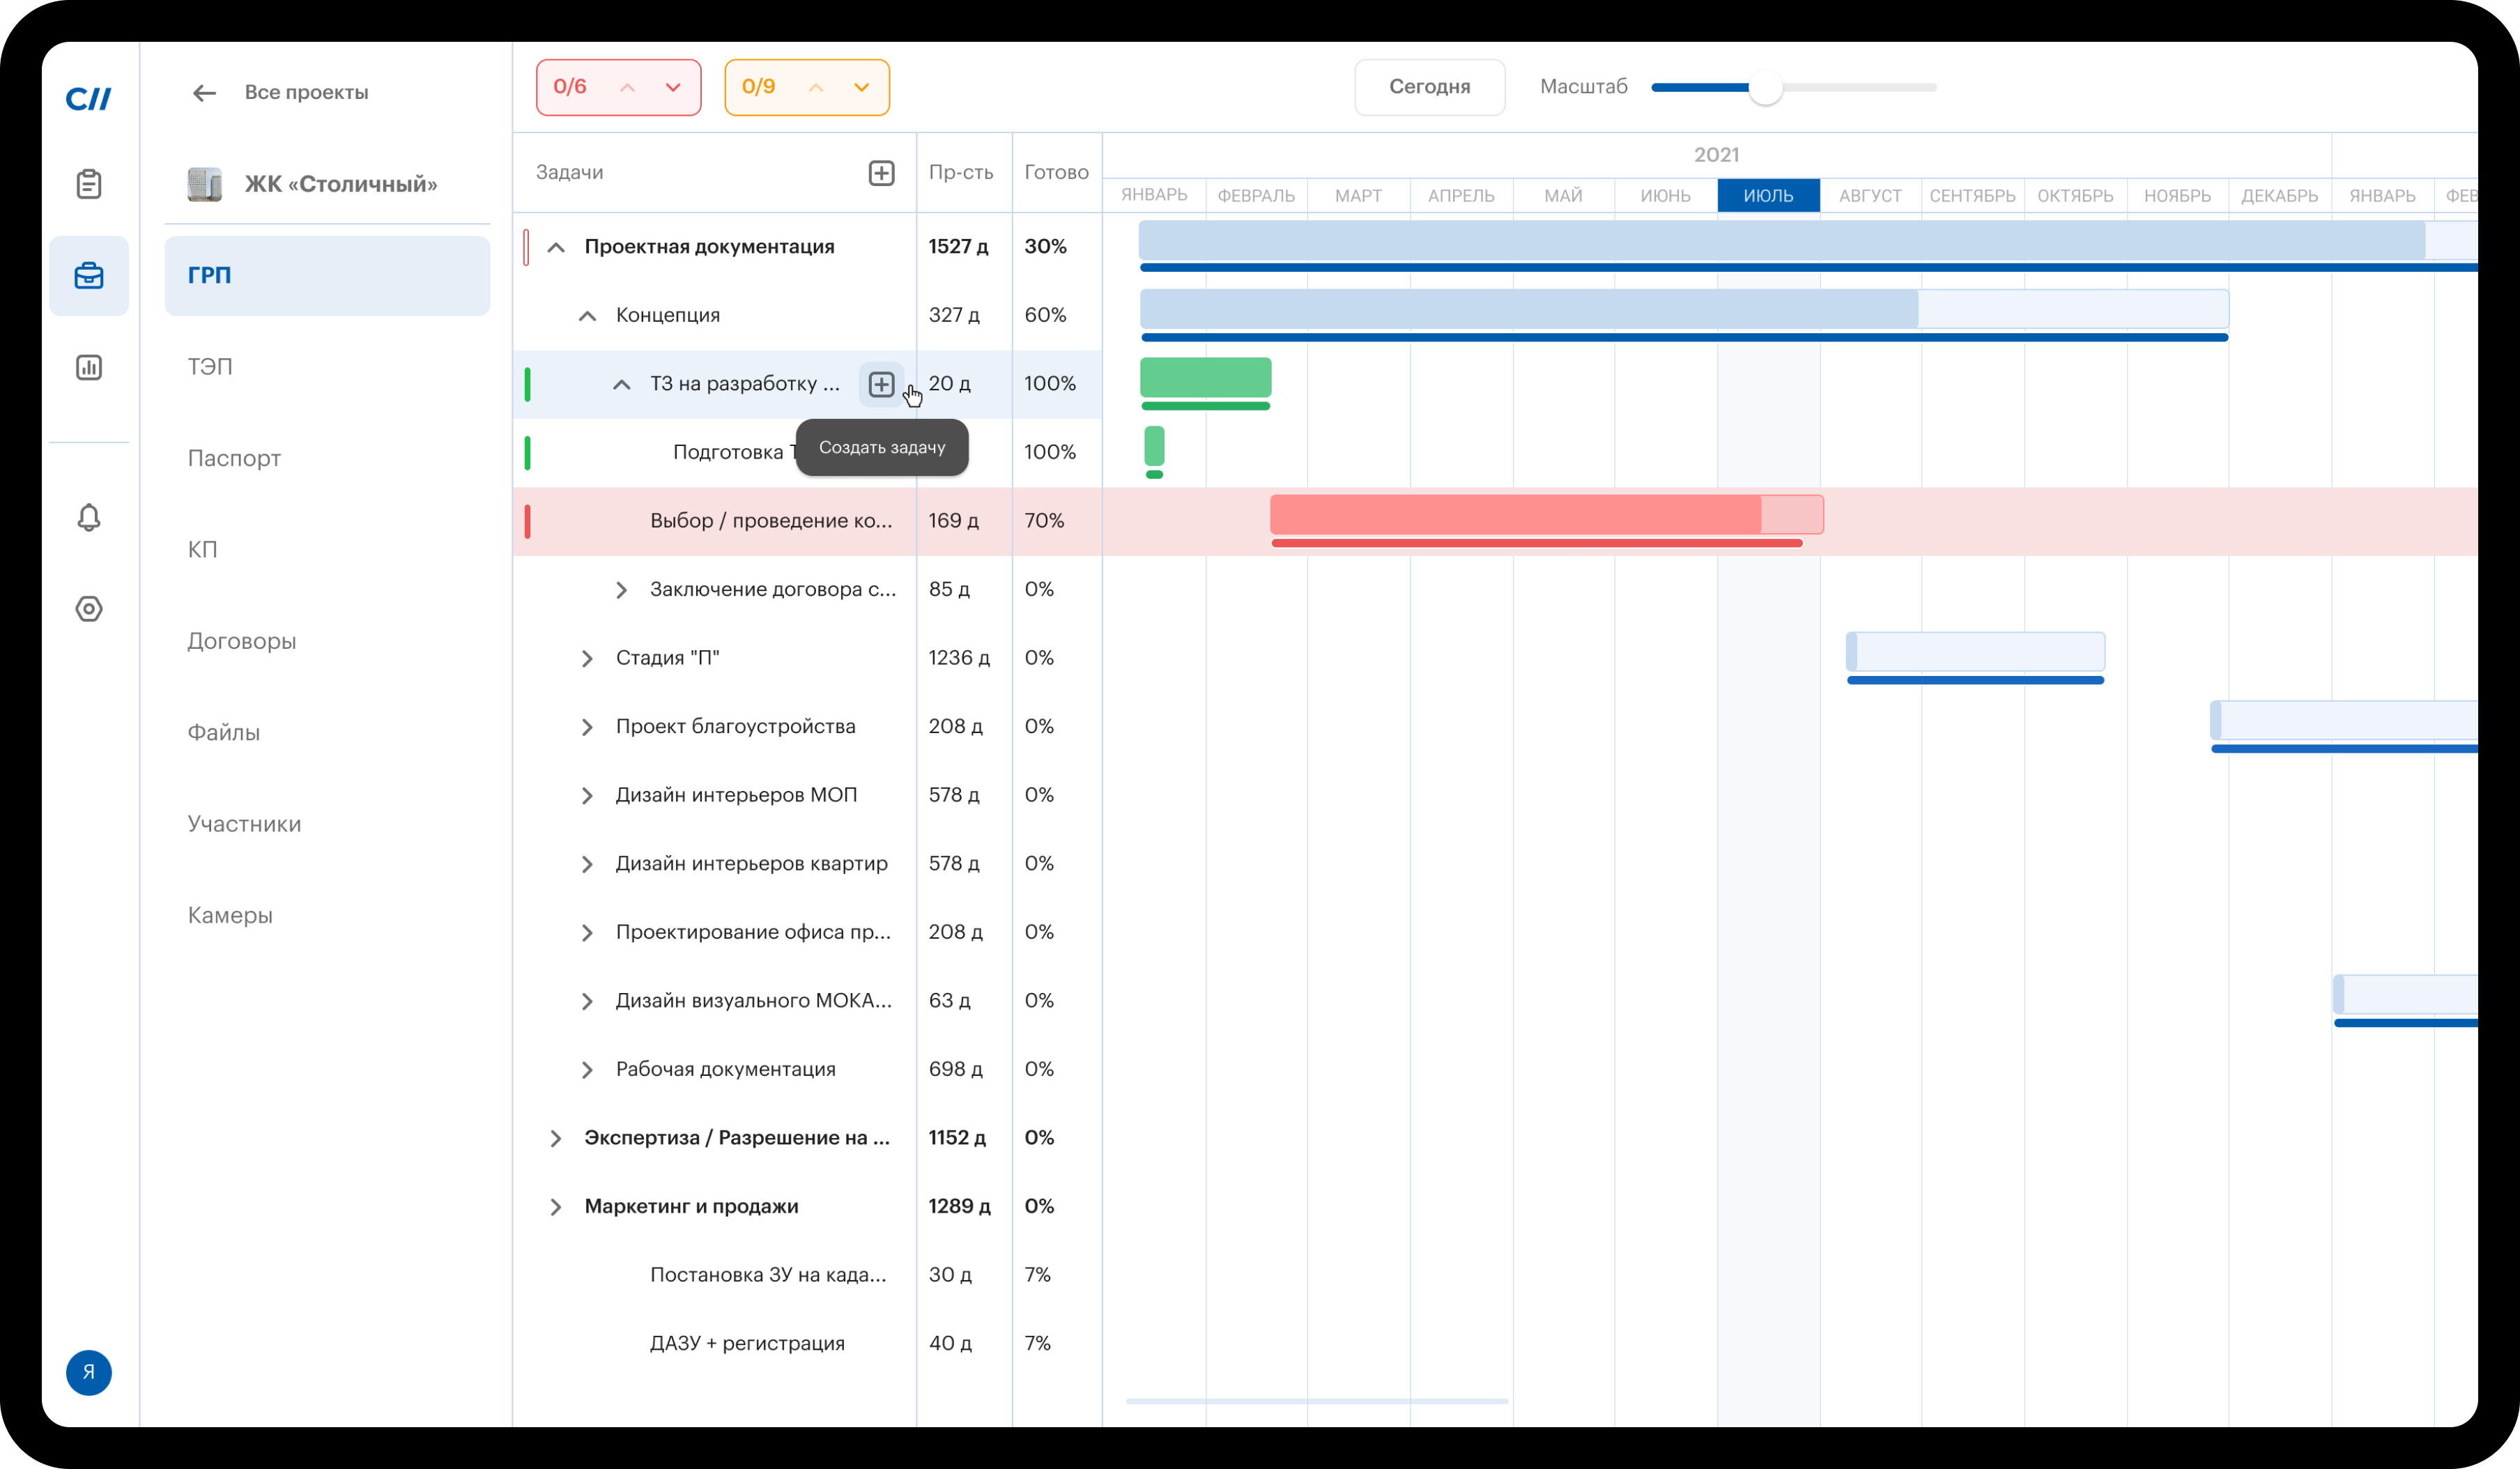 СИ
Все проекты
0/6
0/9
Сегодня
Масштаб
ЖК «Столичный»
ГРП
ТЭП
Паспорт
КП
Договоры
Файлы
Участники
Камеры
Я
Задачи
Пр-сть
Готово
2021
ЯНВАРЬ ФЕВРАЛЬ МАРТ АПРЕЛЬ МАЙ ИЮНЬ ИЮЛЬ АВГУСТ СЕНТЯБРЬ ОКТЯБРЬ НОЯБРЬ ДЕКАБРЬ ЯНВАРЬ ФЕВ
Проектная документация 1527 д 30%
Концепция 327 д 60%
ТЗ на разработку ... 20 д 100%
Подготовка Т 100%
Создать задачу
Выбор / проведение ко... 169 д 70%
Заключение договора с... 85 д 0%
Стадия "П" 1236 д 0%
Проект благоустройства 208 д 0%
Дизайн интерьеров МОП 578 д 0%
Дизайн интерьеров квартир 578 д 0%
Проектирование офиса пр... 208 д 0%
Дизайн визуального МОКА... 63 д 0%
Рабочая документация 698 д 0%
Экспертиза / Разрешение на ... 1152 д 0%
Маркетинг и продажи 1289 д 0%
Постановка ЗУ на када... 30 д 7%
ДАЗУ + регистрация 40 д 7%